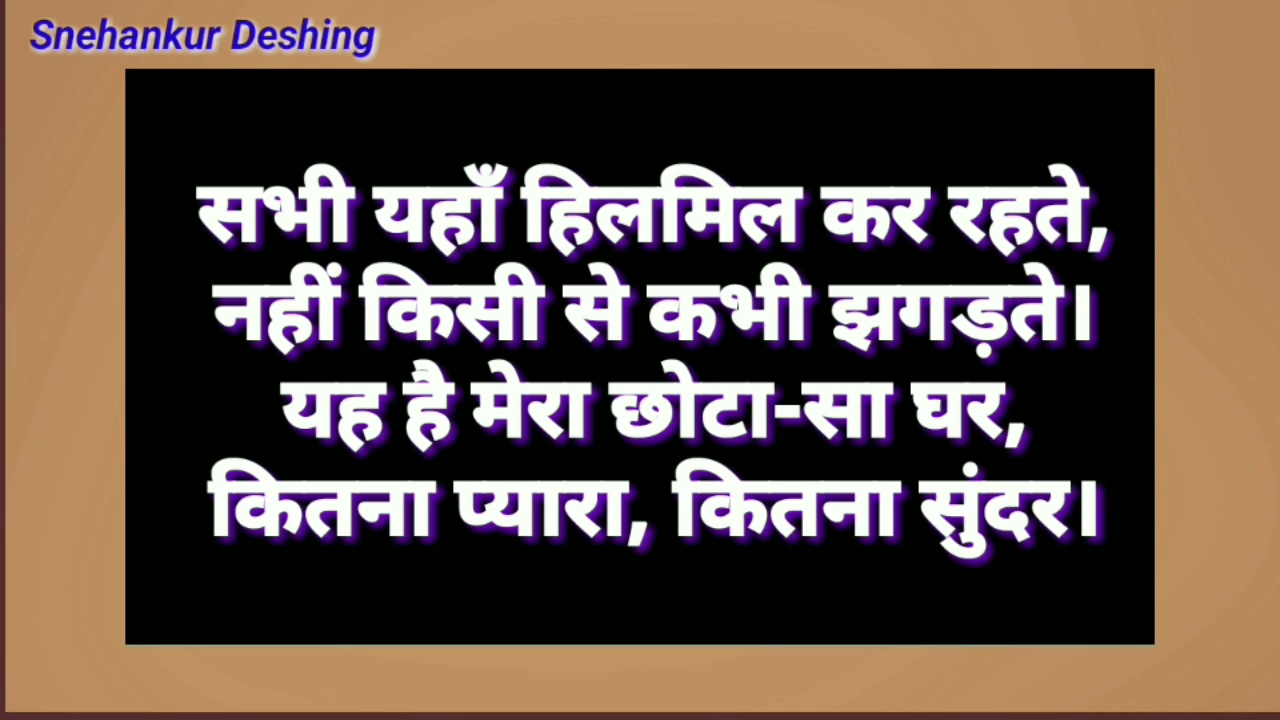 Snehankur Deshing
सभी यहाँ हिलमिल कर रहते,
नहीं किसी से कभी झगड़ते।
यह है मेरा छोटा-सा घर,
कितना प्यारा, कितना सुंदर।